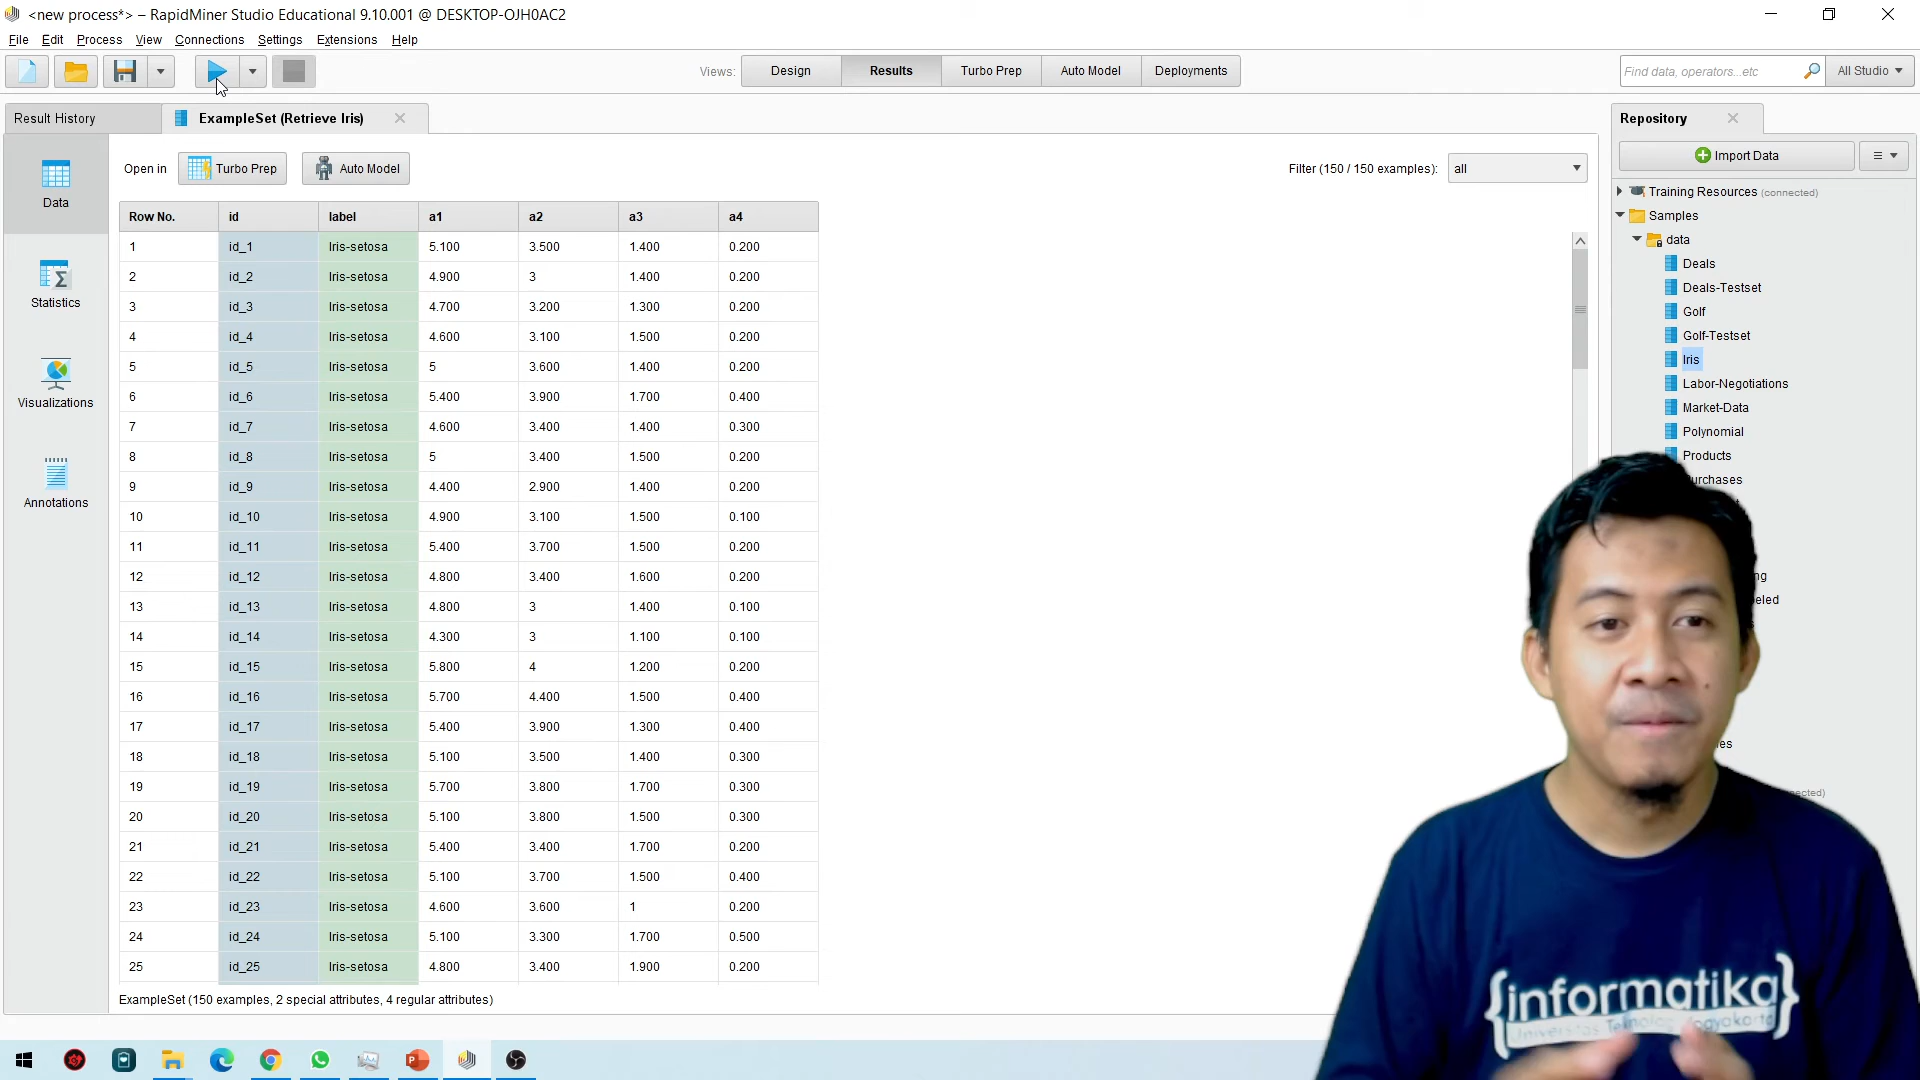 <new process*> – RapidMiner Studio Educational 9.10.001 @ DESKTOP-OJH0AC2
File Edit Process View Connections Settings Extensions Help
Views: Design Results Turbo Prep Auto Model Deployments
Find data, operators...etc All Studio
Result History
ExampleSet (Retrieve Iris)
Repository
Open in Turbo Prep Auto Model
Filter (150 / 150 examples): all
Import Data
Data
Statistics
Visualizations
Annotations
Row No. id label a1 a2 a3 a4
1 id_1 Iris-setosa 5.100 3.500 1.400 0.200
2 id_2 Iris-setosa 4.900 3 1.400 0.200
3 id_3 Iris-setosa 4.700 3.200 1.300 0.200
4 id_4 Iris-setosa 4.600 3.100 1.500 0.200
5 id_5 Iris-setosa 5 3.600 1.400 0.200
6 id_6 Iris-setosa 5.400 3.900 1.700 0.400
7 id_7 Iris-setosa 4.600 3.400 1.400 0.300
8 id_8 Iris-setosa 5 3.400 1.500 0.200
9 id_9 Iris-setosa 4.400 2.900 1.400 0.200
10 id_10 Iris-setosa 4.900 3.100 1.500 0.100
11 id_11 Iris-setosa 5.400 3.700 1.500 0.200
12 id_12 Iris-setosa 4.800 3.400 1.600 0.200
13 id_13 Iris-setosa 4.800 3 1.400 0.100
14 id_14 Iris-setosa 4.300 3 1.100 0.100
15 id_15 Iris-setosa 5.800 4 1.200 0.200
16 id_16 Iris-setosa 5.700 4.400 1.500 0.400
17 id_17 Iris-setosa 5.400 3.900 1.300 0.400
18 id_18 Iris-setosa 5.100 3.500 1.400 0.300
19 id_19 Iris-setosa 5.700 3.800 1.700 0.300
20 id_20 Iris-setosa 5.100 3.800 1.500 0.300
21 id_21 Iris-setosa 5.400 3.400 1.700 0.200
22 id_22 Iris-setosa 5.100 3.700 1.500 0.400
23 id_23 Iris-setosa 4.600 3.600 1 0.200
24 id_24 Iris-setosa 5.100 3.300 1.700 0.500
25 id_25 Iris-setosa 4.800 3.400 1.900 0.200
ExampleSet (150 examples, 2 special attributes, 4 regular attributes)
Training Resources (connected)
Samples
data
Deals
Deals-Testset
Golf
Golf-Testset
Iris
Labor-Negotiations
Market-Data
Polynomial
Products
{informatika}
Universitas